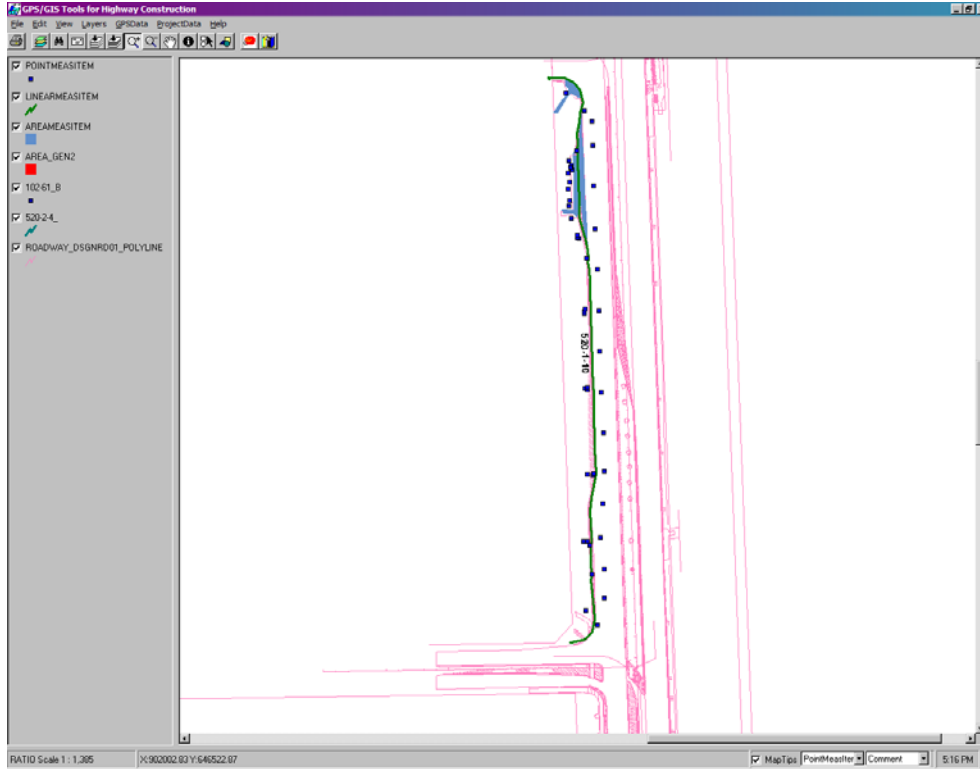 GPS/GIS Tools for Highway Construction
File Edit View Layers GPSData ProjectData Help
POINTMEASITEM
LINEARMEASITEM
AREAMEASITEM
AREA_GEN2
102-61_B
520-2-4_
ROADWAY_DSGNRD01_POLYLINE
520-1-10
RATIO Scale 1 : 1,385 X:902002.83 Y:646522.87 MapTips PointMeasIter Comment 5:16 PM